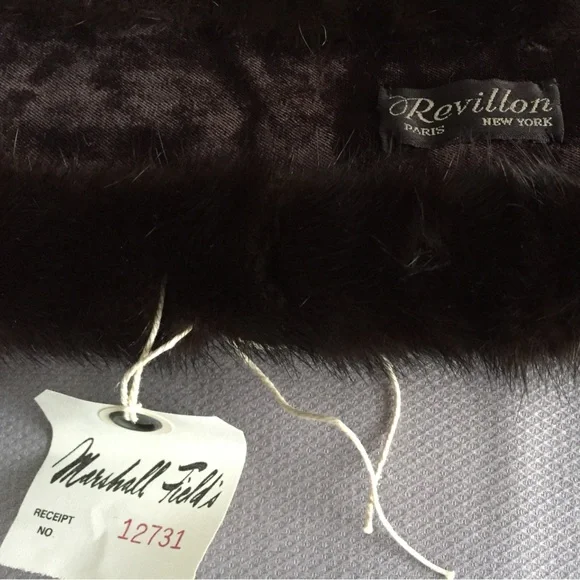 Revillon
PARIS NEW YORK
Marshall Field's
RECEIPT
NO. 12731